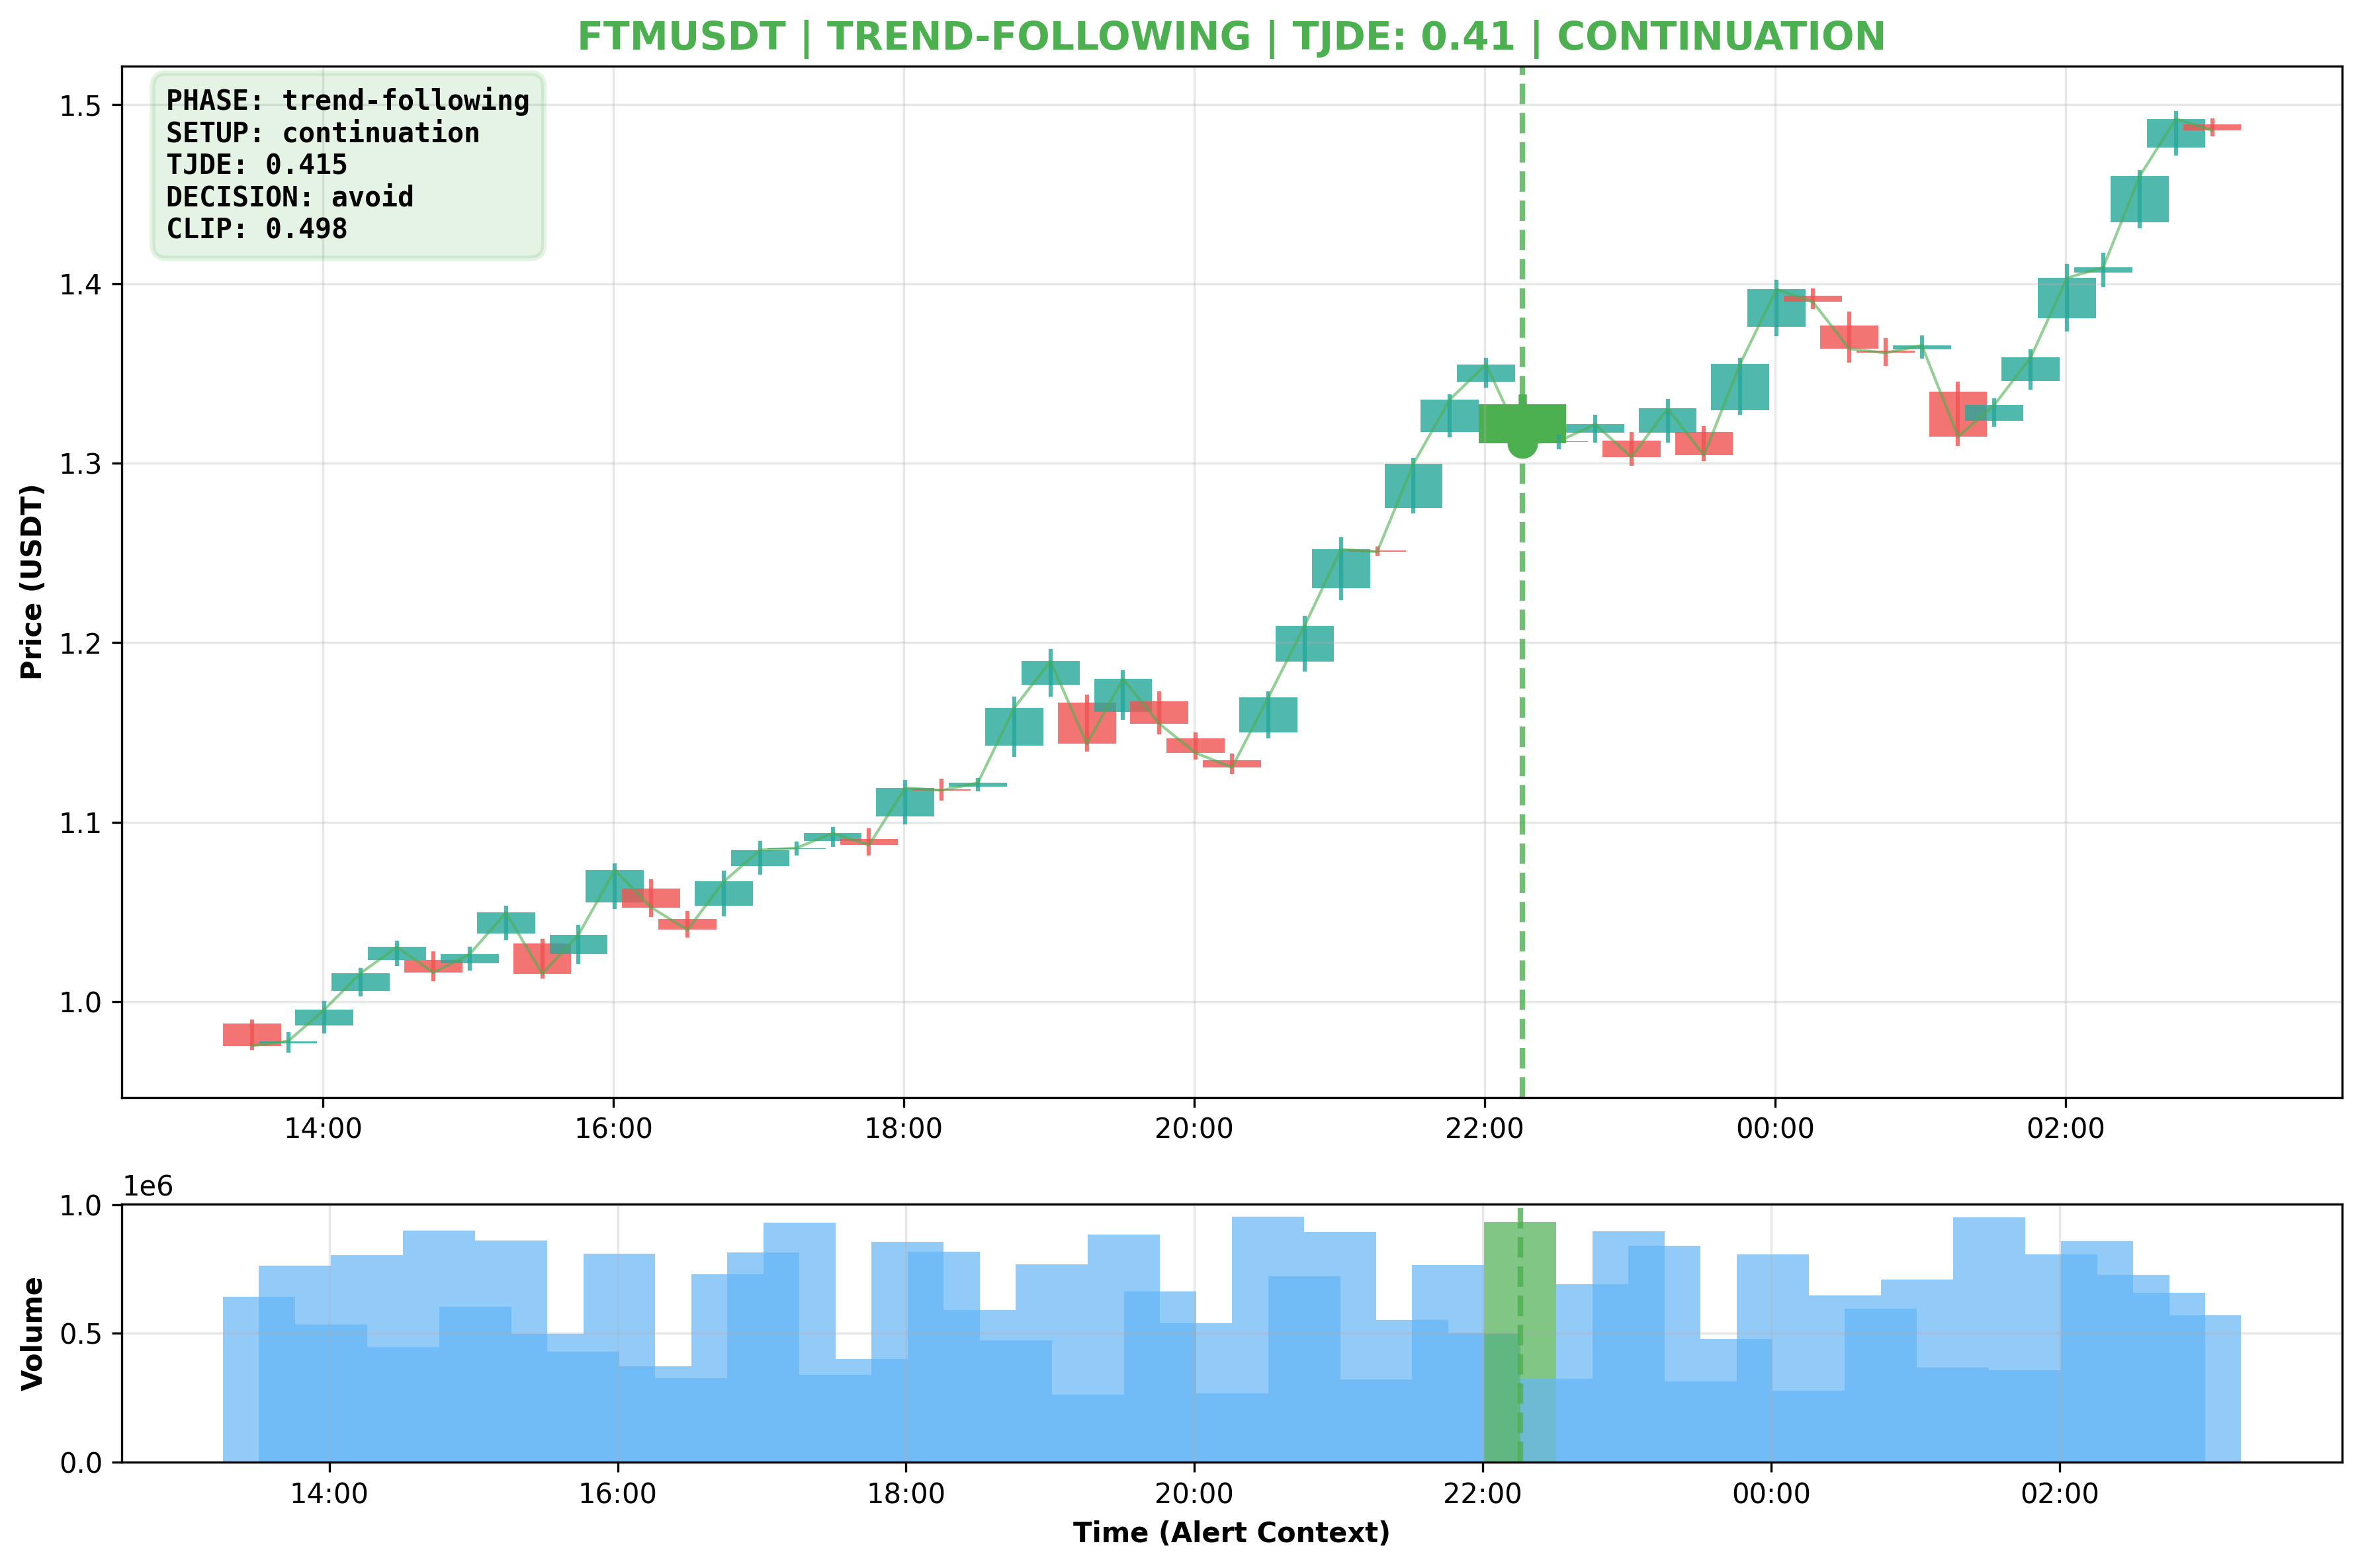 FTMUSDT | TREND-FOLLOWING | TJDE: 0.41 | CONTINUATION
PHASE: trend-following
SETUP: continuation
TJDE: 0.415
DECISION: avoid
CLIP: 0.498
Price (USDT)
1.5
1.4
1.3
1.2
1.1
1.0
14:00 16:00 18:00 20:00 22:00 00:00 02:00
1e6
Volume
1.0
0.5
0.0
14:00 16:00 18:00 20:00 22:00 00:00 02:00
Time (Alert Context)